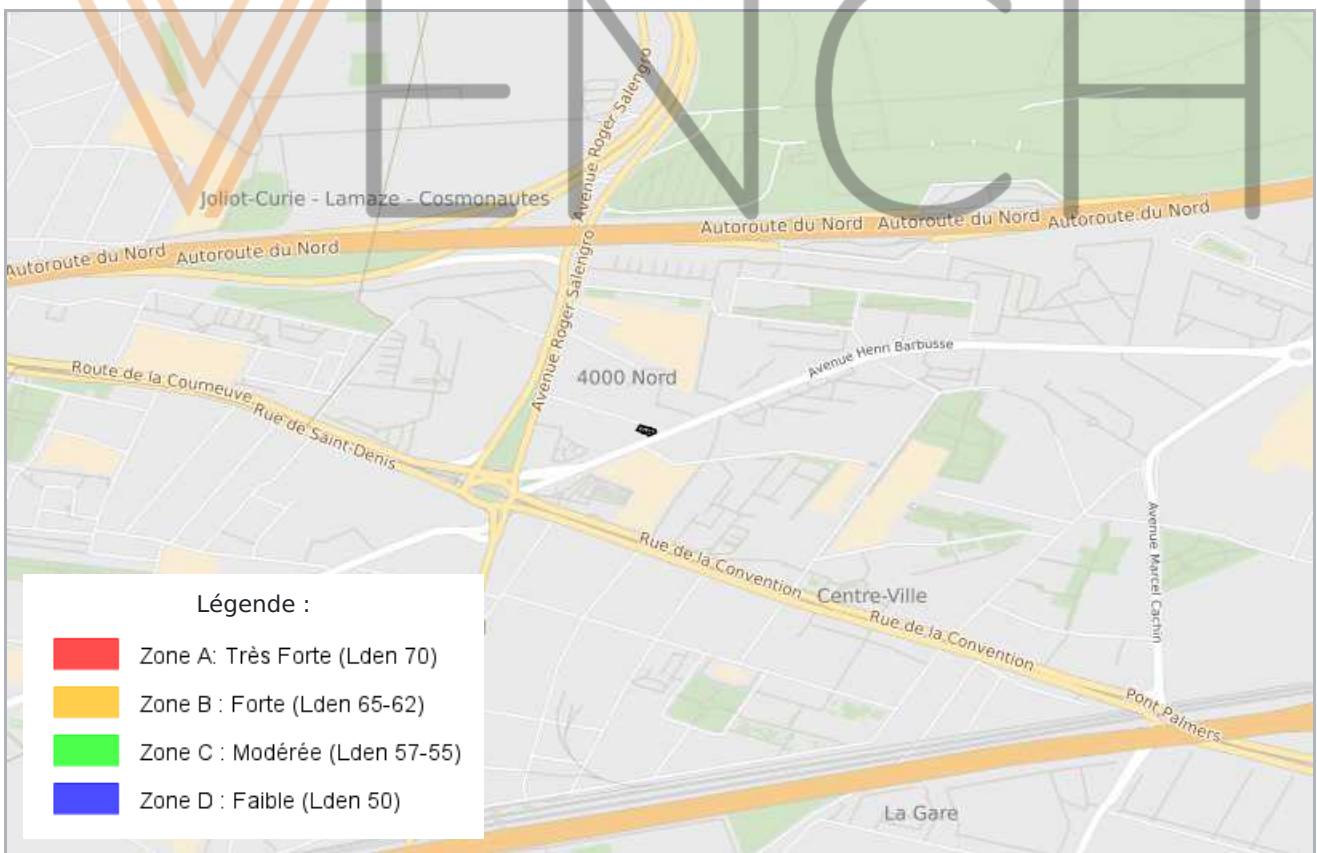 VENCH
Avenue Roger Salengro
Joliot-Curie - Lamaze - Cosmonautes
Autoroute du Nord
Autoroute du Nord
Autoroute du Nord
Autoroute du Nord
Autoroute du Nord
Avenue Roger Salengro
Avenue Roger Salengro
Avenue Henri Barbusse
Route de la Courneuve
4000 Nord
Rue de Saint-Denis
Rue de la Convention
Avenue Marcel Cachin
Centre-Ville
Rue de la Convention
Pont Palmers
La Gare
Légende :
Zone A: Très Forte (Lden 70)
Zone B : Forte (Lden 65-62)
Zone C : Modérée (Lden 57-55)
Zone D : Faible (Lden 50)